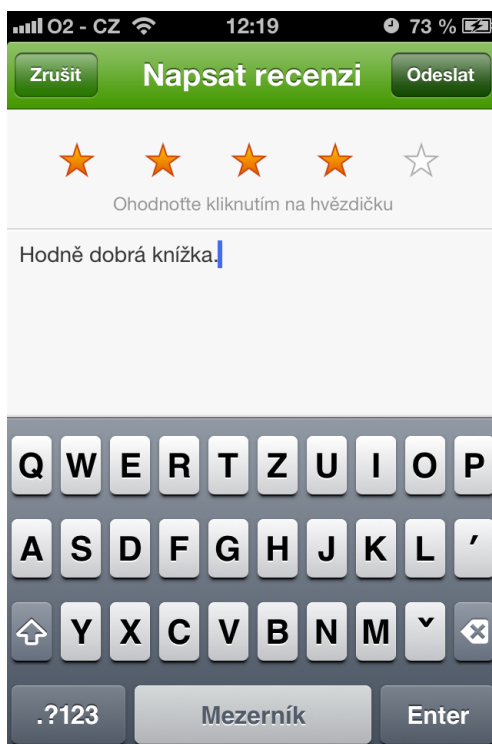 O2 - CZ 12:19 73 %
Zrušit Napsat recenzi Odeslat
Ohodnoťte kliknutím na hvězdičku
Hodně dobrá knížka.
Q W E R T Z U I O P
A S D F G H J K L ′
Y X C V B N M ˇ
.?123 Mezerník Enter